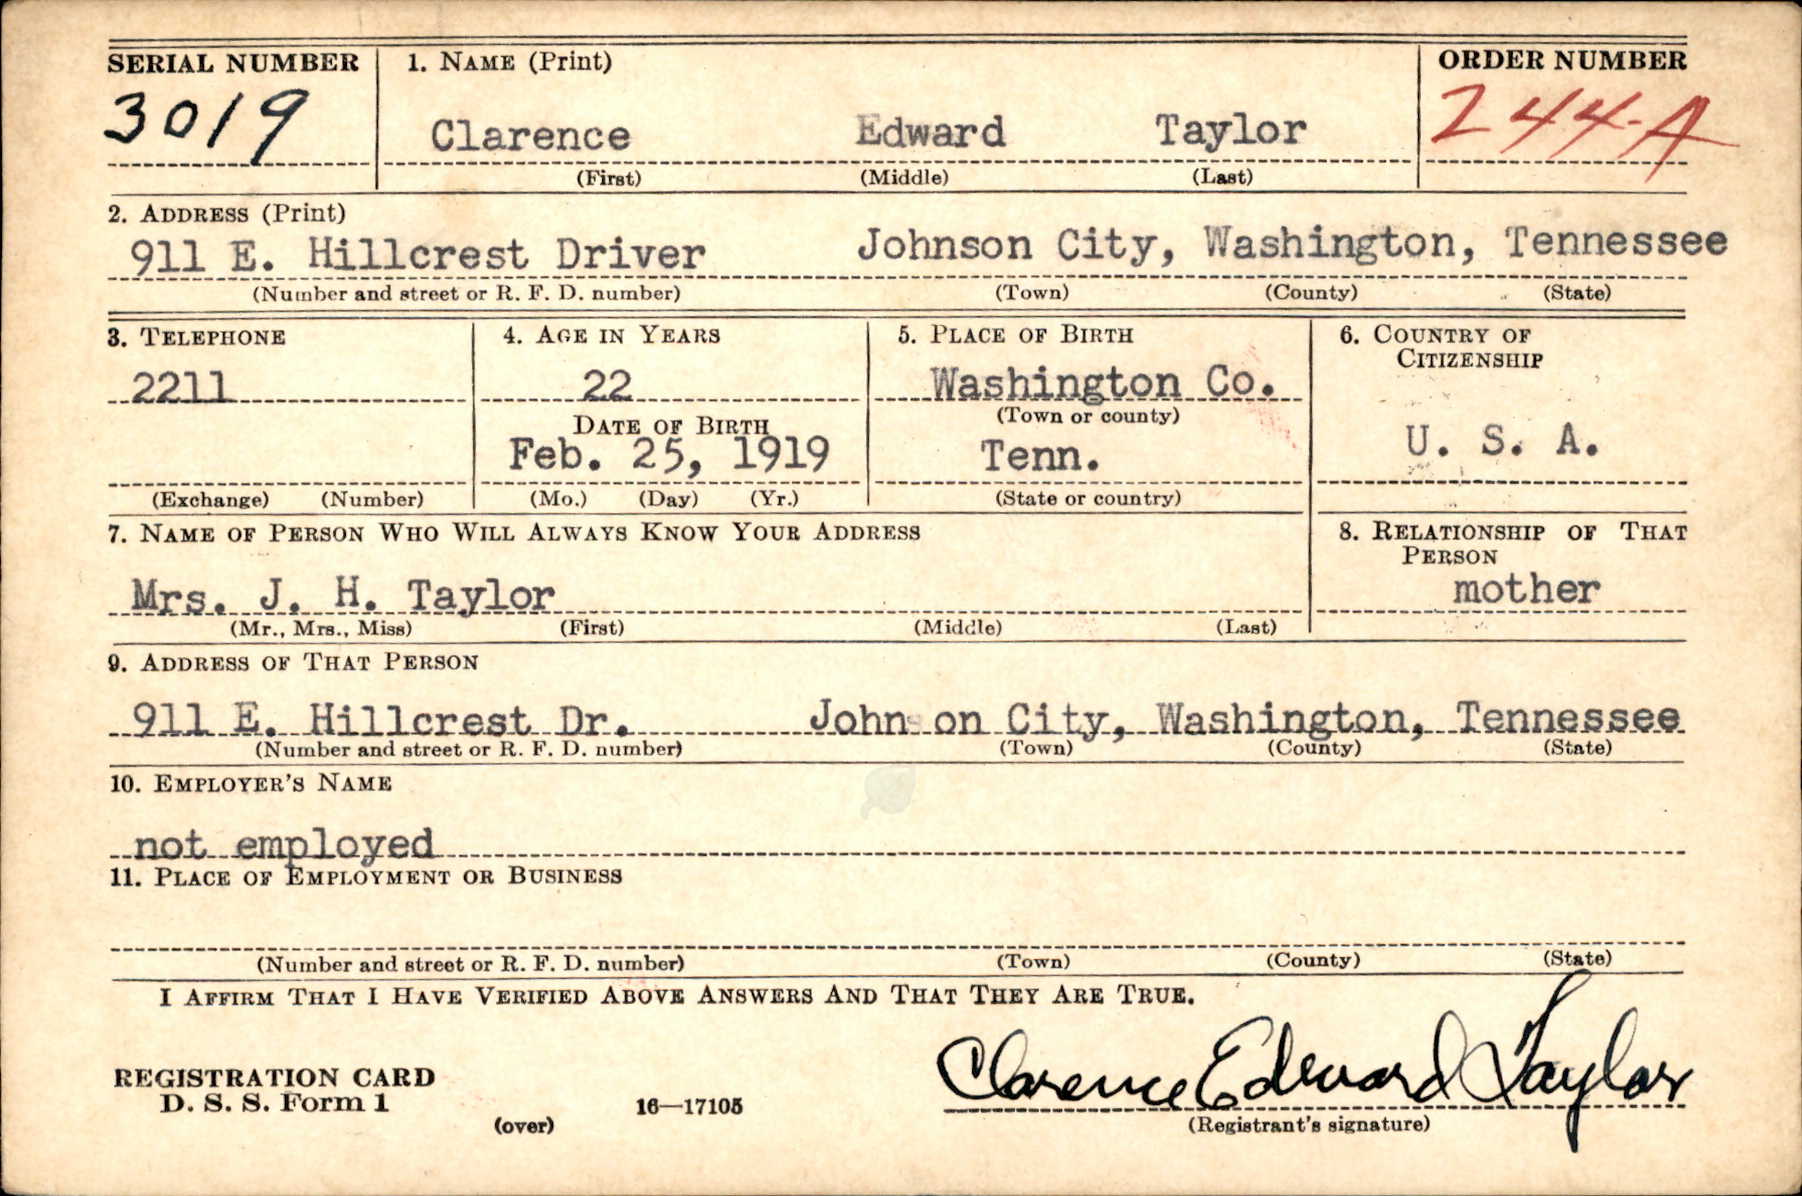 SERIAL NUMBER 1. NAME (Print) ORDER NUMBER
3019 Clarence Edward Taylor 244-A
(First) (Middle) (Last)
2. ADDRESS (Print)
911 E. Hillcrest Driver Johnson City, Washington, Tennessee
(Number and street or R. F. D. number) (Town) (County) (State)
3. TELEPHONE 4. AGE IN YEARS 5. PLACE OF BIRTH 6. COUNTRY OF
CITIZENSHIP
2211 22 Washington Co.
DATE OF BIRTH (Town or county)
Feb. 25, 1919 Tenn. U. S. A.
(Exchange) (Number) (Mo.) (Day) (Yr.) (State or country)
7. NAME OF PERSON WHO WILL ALWAYS KNOW YOUR ADDRESS 8. RELATIONSHIP OF THAT
PERSON
Mrs. J. H. Taylor mother
(Mr., Mrs., Miss) (First) (Middle) (Last)
9. ADDRESS OF THAT PERSON
911 E. Hillcrest Dr. Johnson City, Washington, Tennessee
(Number and street or R. F. D. number) (Town) (County) (State)
10. EMPLOYER'S NAME
not employed
11. PLACE OF EMPLOYMENT OR BUSINESS
(Number and street or R. F. D. number) (Town) (County) (State)
I AFFIRM THAT I HAVE VERIFIED ABOVE ANSWERS AND THAT THEY ARE TRUE.
REGISTRATION CARD
D. S. S. Form 1 16—17105 Clarence Edward Taylor
(over) (Registrant's signature)